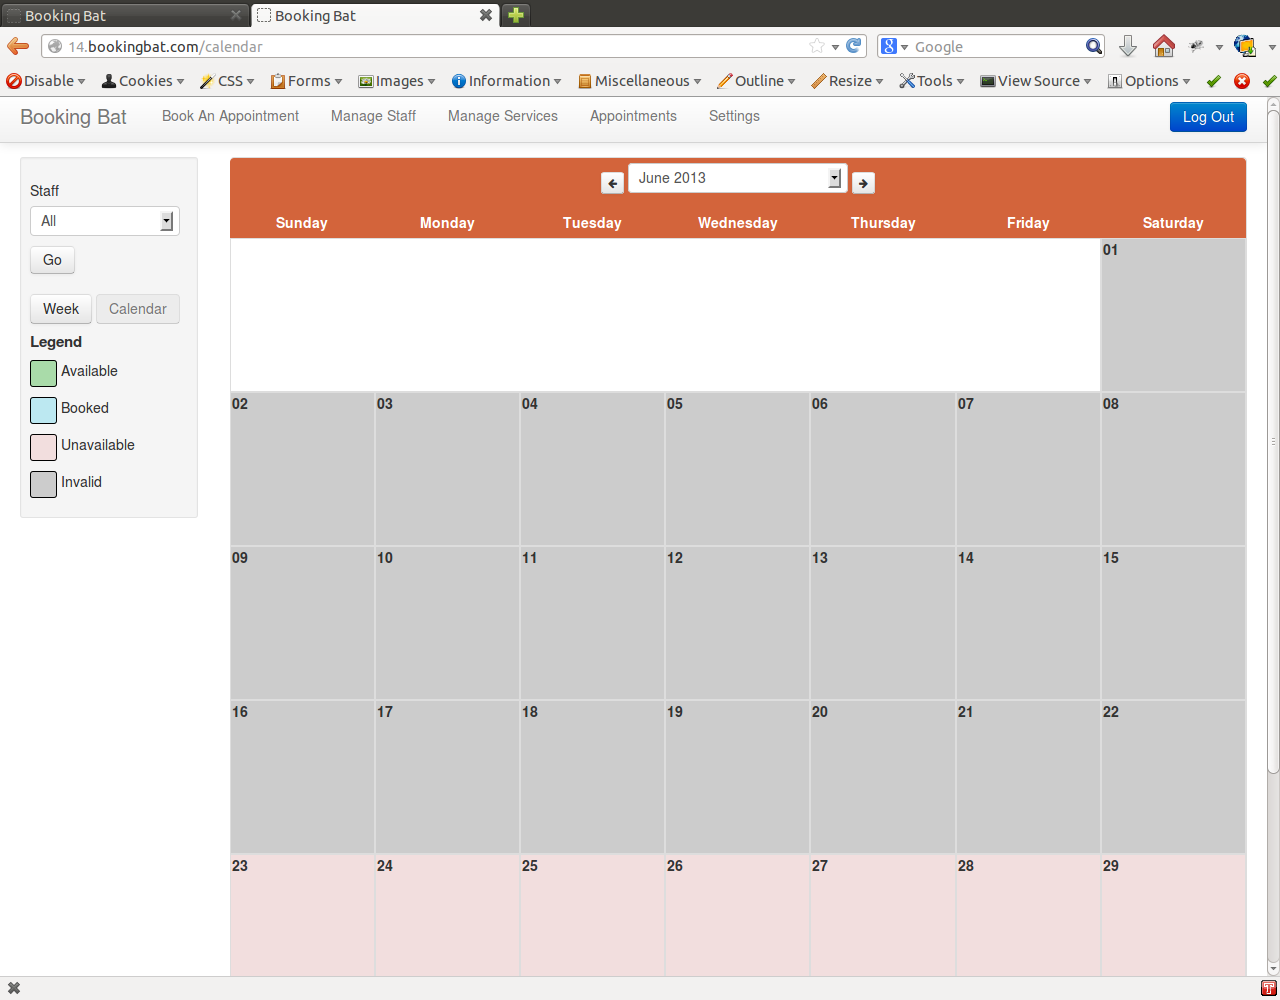 Booking Bat
Booking Bat
14.bookingbat.com/calendar
Google
Disable Cookies CSS Forms Images Information Miscellaneous Outline Resize Tools View Source Options
Booking Bat Book An Appointment Manage Staff Manage Services Appointments Settings Log Out
Staff
All
Go
Week Calendar
Legend
Available
Booked
Unavailable
Invalid
June 2013
Sunday Monday Tuesday Wednesday Thursday Friday Saturday
01
02 03 04 05 06 07 08
09 10 11 12 13 14 15
16 17 18 19 20 21 22
23 24 25 26 27 28 29